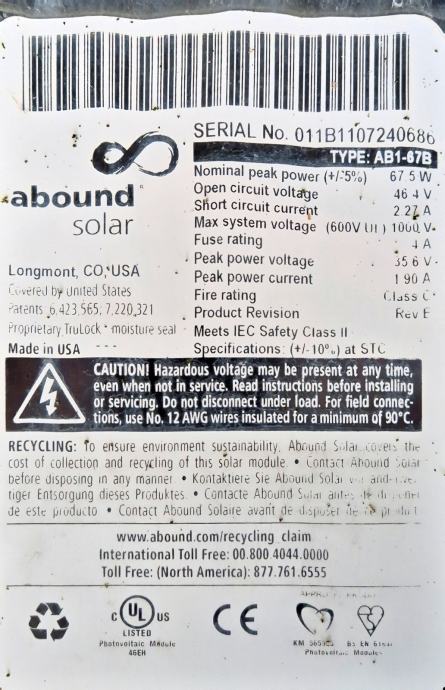 SERIAL No. 011B1107240686
TYPE: AB1-67B
Nominal peak power (+/-5%) 67.5 W
Open circuit voltage 46.4 V
Short circuit current 2.27 A
Max system voltage (600V UL) 1000 V
Fuse rating 4 A
Peak power voltage 35.6 V
Peak power current 1.90 A
Fire rating Class C
Product Revision Rev E
Meets IEC Safety Class II
Specifications: (+/-10%) at STC
abound
solar
Longmont, CO, USA
Covered by United States
Patents 6,423,565; 7,220,321
Proprietary TruLock moisture seal
Made in USA
CAUTION! Hazardous voltage may be present at any time,
even when not in service. Read instructions before installing
or servicing. Do not disconnect under load. For field connec-
tions, use No. 12 AWG wires insulated for a minimum of 90°C.
RECYCLING: To ensure environment sustainability, Abound Solar covers the
cost of collection and recycling of this solar module. • Contact Abound Solar
before disposing in any manner • Kontaktiere Sie Abound Solar vor
tiger Entsorgung dieses Produktes. • Contacte Abound Solar antes de
de este producto • Contact Abound Solaire avant de disposer de
www.abound.com/recycling_claim
International Toll Free: 00.800 4044.0000
Toll Free: (North America): 877.761.6555
C UL US
LISTED
Photovoltaic Module
46EH
CE
Photovoltaic Modules